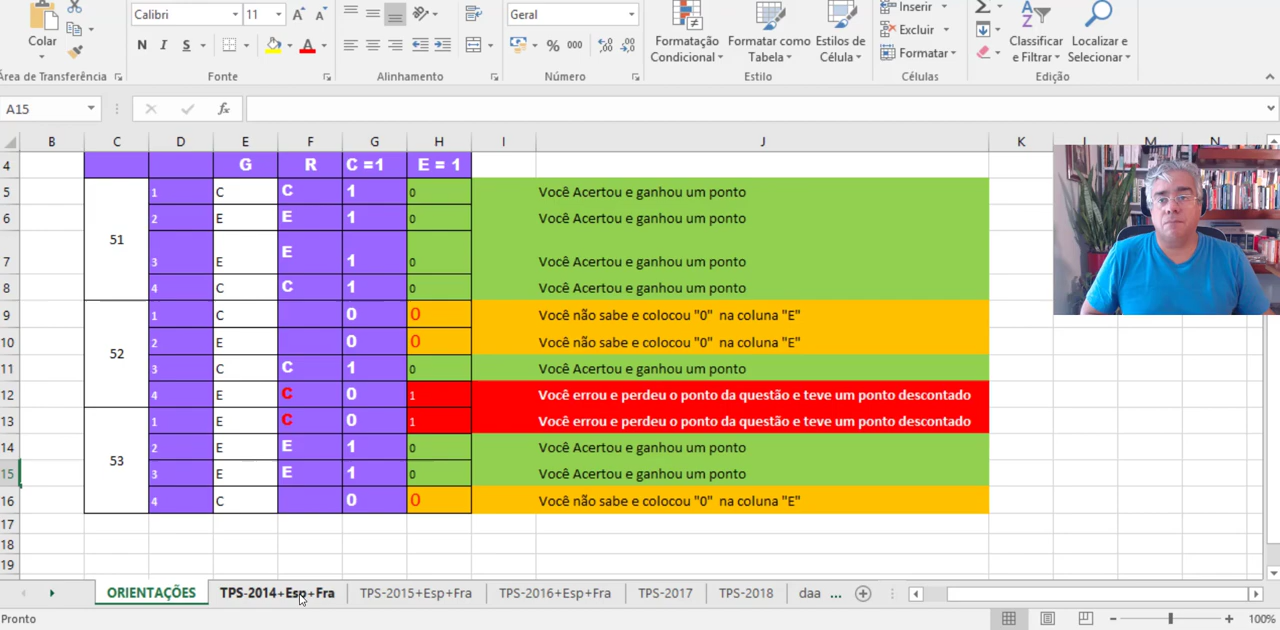 Inserir
Calibri 11 A A Geral Σ
Excluir
Colar N I S A % 000 Formatação Formatar como Estilos de Classificar Localizar e
Condicional Tabela Célula Formatar e Filtrar Selecionar
Área de Transferência Fonte Alinhamento Número Estilo Células Edição
A15 fx
B C D E F G H I J K L M N
4 G R C =1 E = 1
5 1 C C 1 0 Você Acertou e ganhou um ponto
6 2 E E 1 0 Você Acertou e ganhou um ponto
51
7 3 E E 1 0 Você Acertou e ganhou um ponto
8 4 C C 1 0 Você Acertou e ganhou um ponto
9 1 C 0 0 Você não sabe e colocou "0" na coluna "E"
10 2 E 0 0 Você não sabe e colocou "0" na coluna "E"
52
11 3 C C 1 0 Você Acertou e ganhou um ponto
12 4 E C 0 1 Você errou e perdeu o ponto da questão e teve um ponto descontado
13 1 E C 0 1 Você errou e perdeu o ponto da questão e teve um ponto descontado
14 2 E E 1 0 Você Acertou e ganhou um ponto
53
15 3 E E 1 0 Você Acertou e ganhou um ponto
16 4 C 0 0 Você não sabe e colocou "0" na coluna "E"
17
18
19
ORIENTAÇÕES TPS-2014+Esp+Fra TPS-2015+Esp+Fra TPS-2016+Esp+Fra TPS-2017 TPS-2018 daa ...
Pronto 100%